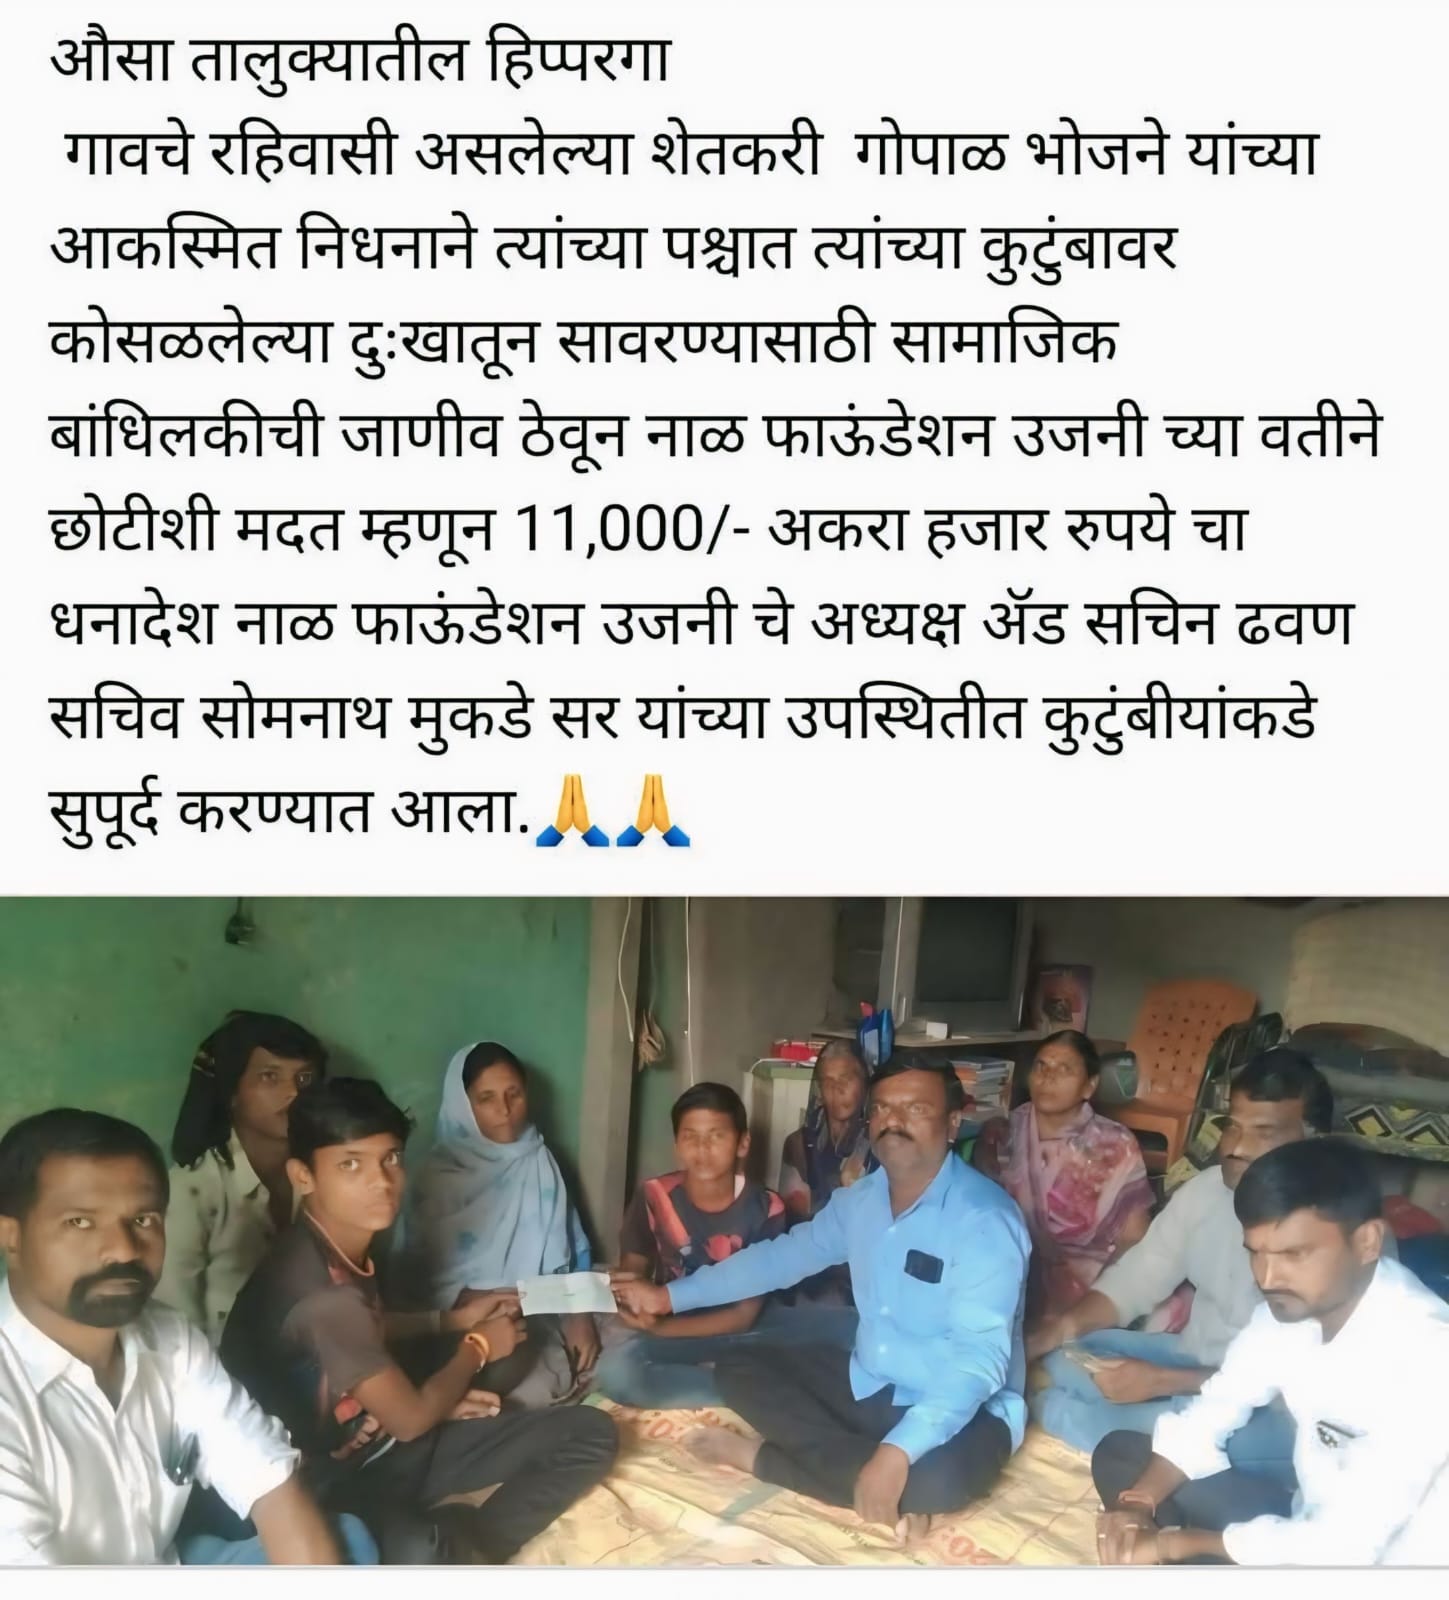 औसा तालुक्यातील हिप्परगा
गावचे रहिवासी असलेल्या शेतकरी  गोपाळ भोजने यांच्या
आकस्मित निधनाने त्यांच्या पश्चात त्यांच्या कुटुंबावर
कोसळलेल्या दुःखातून सावरण्यासाठी सामाजिक
बांधिलकीची जाणीव ठेवून नाळ फाऊंडेशन उजनी च्या वतीने
छोटीशी मदत म्हणून 11,000/- अकरा हजार रुपये चा
धनादेश नाळ फाऊंडेशन उजनी चे अध्यक्ष ॲड सचिन ढवण
सचिव सोमनाथ मुकडे सर यांच्या उपस्थितीत कुटुंबीयांकडे
सुपूर्द करण्यात आला.🙏🙏